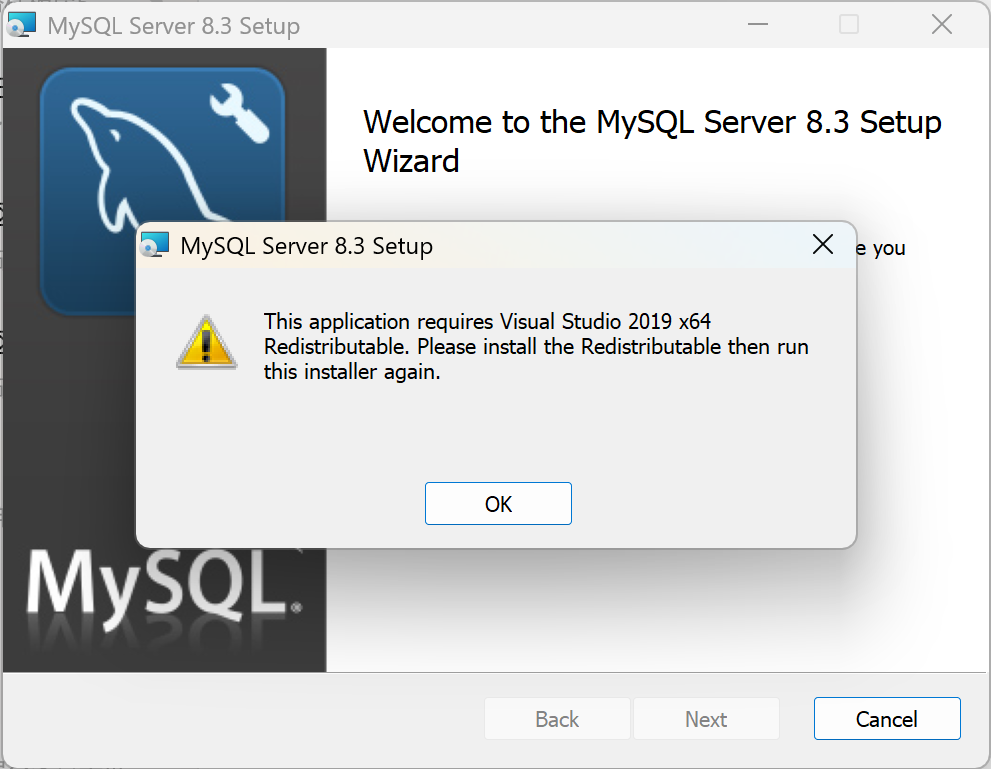 MySQL Server 8.3 Setup
Welcome to the MySQL Server 8.3 Setup
Wizard
e you
MySQL Server 8.3 Setup
This application requires Visual Studio 2019 x64
Redistributable. Please install the Redistributable then run
this installer again.
OK
MySQL®
Back
Next
Cancel